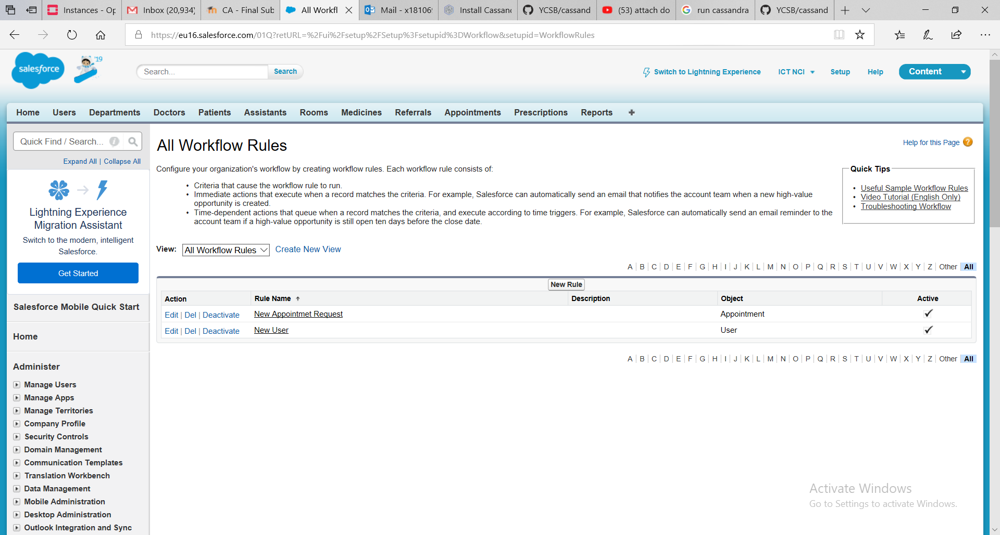 Instances - Op
Inbox (20,934)
CA - Final Sub
All Workfl
Mail - x18106
Install Cassan
YCSB/cassand
(53) attach do
run cassandra
YCSB/cassand
https://eu16.salesforce.com/01Q?retURL=%2Fui%2Fsetup%2FSetup%3Fsetupid%3DWorkflow&setupid=WorkflowRules
salesforce
'19
Search...
Search
Switch to Lightning Experience
ICT NCI
Setup
Help
Content
Home Users Departments Doctors Patients Assistants Rooms Medicines Referrals Appointments Prescriptions Reports +
Quick Find / Search...
Expand All | Collapse All
Lightning Experience
Migration Assistant
Switch to the modern, intelligent
Salesforce.
Get Started
Salesforce Mobile Quick Start
Home
Administer
Manage Users
Manage Apps
Manage Territories
Company Profile
Security Controls
Domain Management
Communication Templates
Translation Workbench
Data Management
Mobile Administration
Desktop Administration
Outlook Integration and Sync
All Workflow Rules
Help for this Page ?
Configure your organization's workflow by creating workflow rules. Each workflow rule consists of:
• Criteria that cause the workflow rule to run.
• Immediate actions that execute when a record matches the criteria. For example, Salesforce can automatically send an email that notifies the account team when a new high-value
opportunity is created.
• Time-dependent actions that queue when a record matches the criteria, and execute according to time triggers. For example, Salesforce can automatically send an email reminder to the
account team if a high-value opportunity is still open ten days before the close date.
Quick Tips
• Useful Sample Workflow Rules
• Video Tutorial (English Only)
• Troubleshooting Workflow
View: All Workflow Rules Create New View
A | B | C | D | E | F | G | H | I | J | K | L | M | N | O | P | Q | R | S | T | U | V | W | X | Y | Z | Other | All
New Rule
Action Rule Name ↑ Description Object Active
Edit | Del | Deactivate New Appointmet Request Appointment ✓
Edit | Del | Deactivate New User User ✓
A | B | C | D | E | F | G | H | I | J | K | L | M | N | O | P | Q | R | S | T | U | V | W | X | Y | Z | Other | All
Activate Windows
Go to Settings to activate Windows.